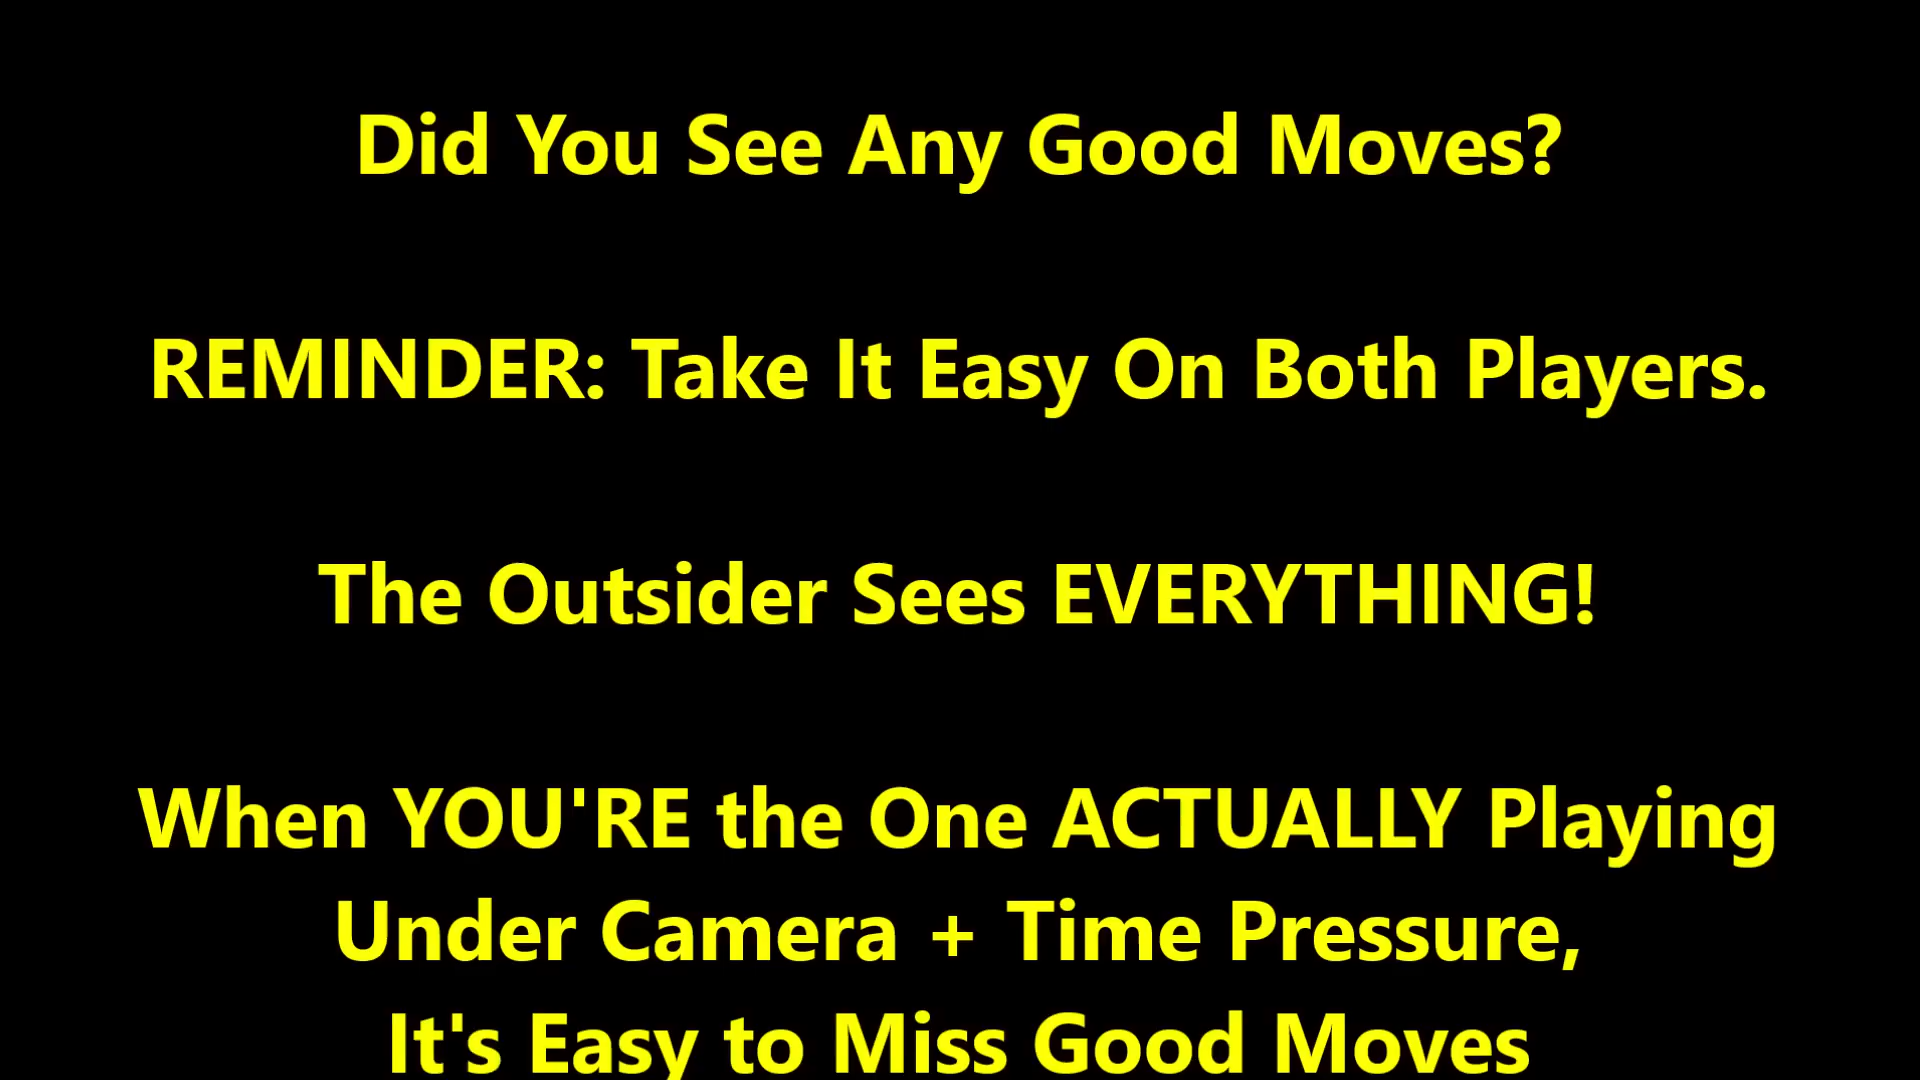 Did You See Any Good Moves?
REMINDER: Take It Easy On Both Players.
The Outsider Sees EVERYTHING!
When YOU'RE the One ACTUALLY Playing
Under Camera + Time Pressure,
It's Easy to Miss Good Moves